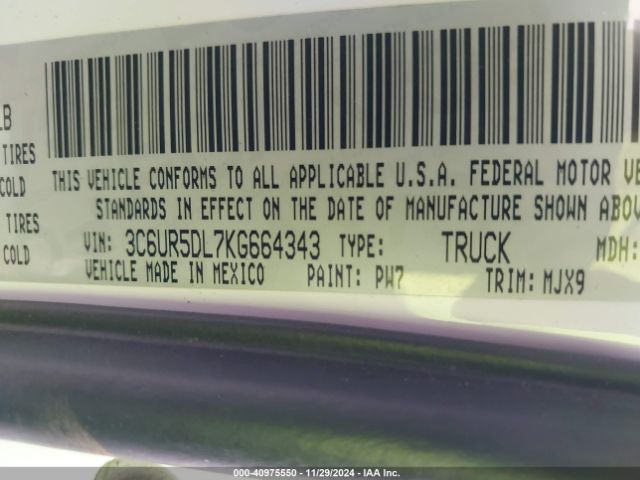 LB
TIRES
COLD
TIRES
COLD
THIS VEHICLE CONFORMS TO ALL APPLICABLE U.S.A. FEDERAL MOTOR VE
STANDARDS IN EFFECT ON THE DATE OF MANUFACTURE SHOWN ABOV
VIN: 3C6UR5DL7KG664343 TYPE: TRUCK MDH:
VEHICLE MADE IN MEXICO PAINT: PW7 TRIM: MJX9
000-40975550 - 11/29/2024 - IAA Inc.